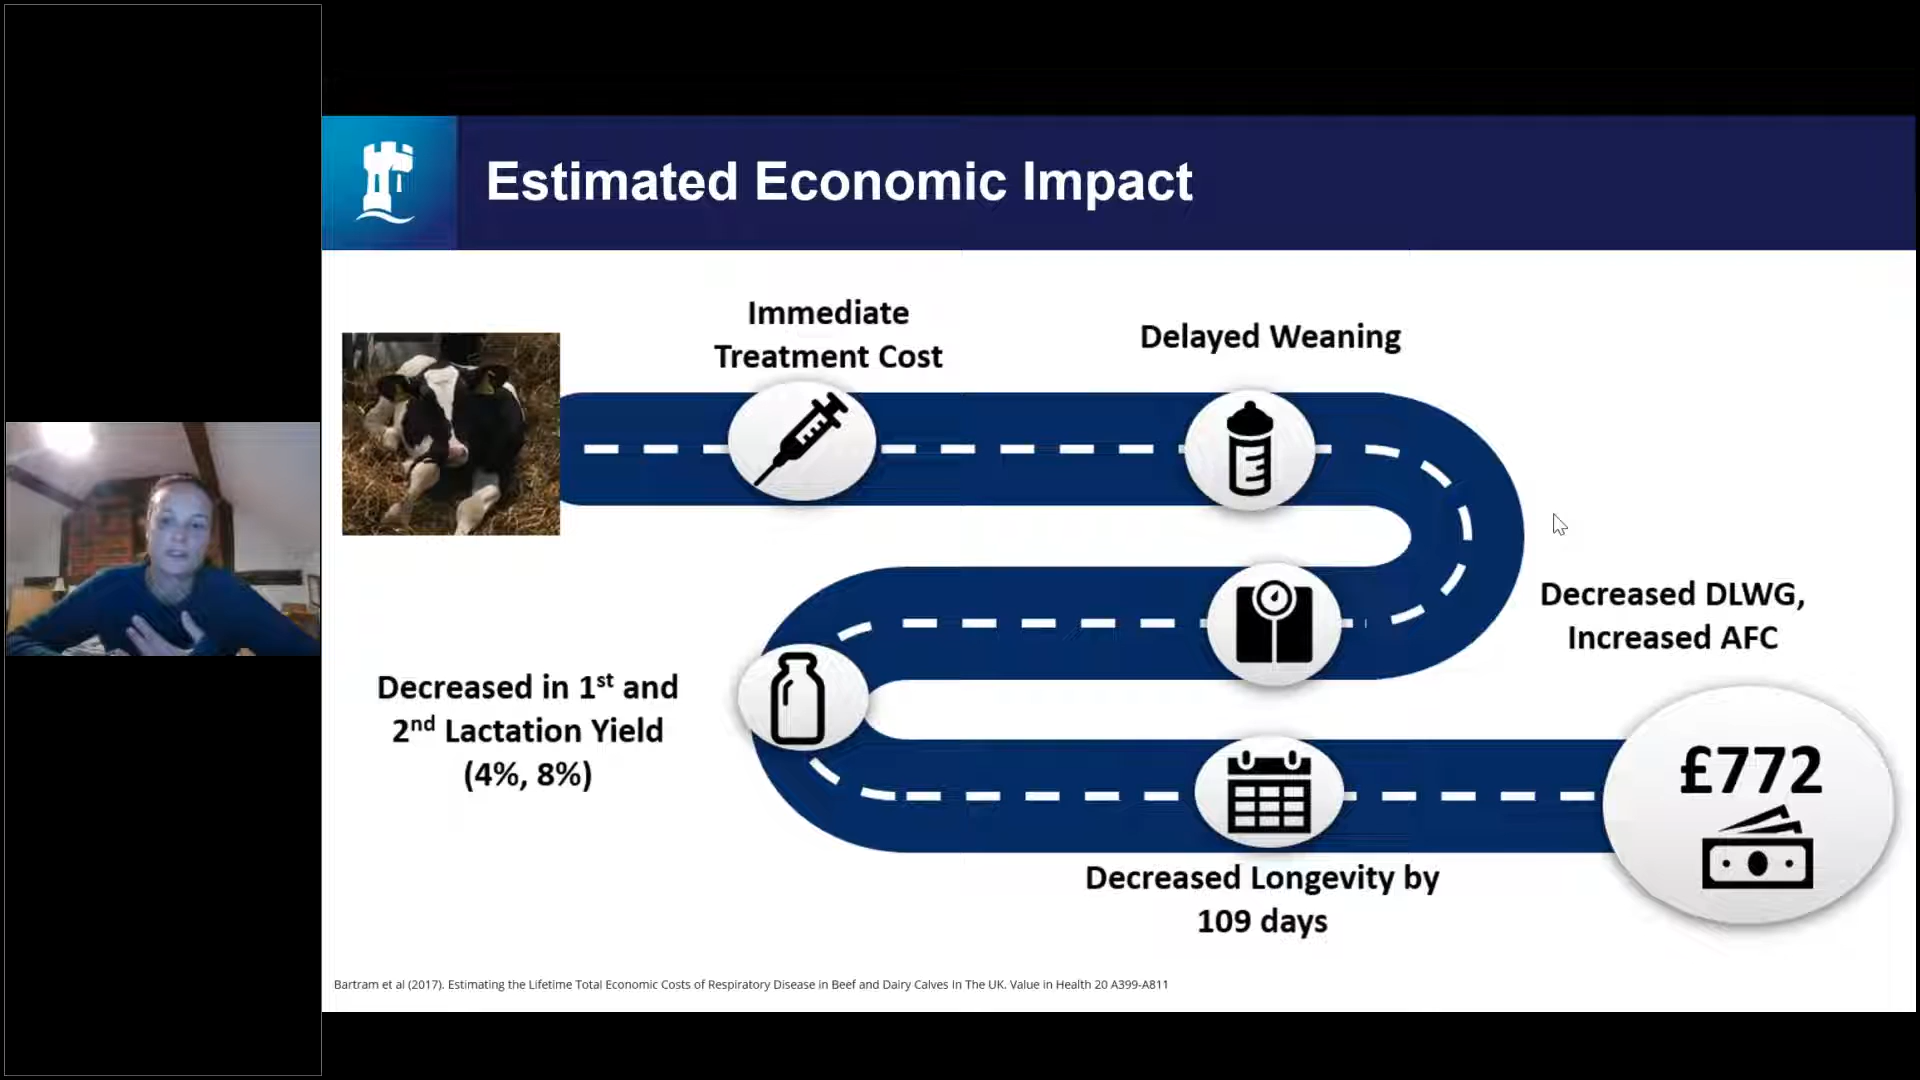 Estimated Economic Impact
Immediate
Treatment Cost
Delayed Weaning
Decreased DLWG,
Increased AFC
Decreased in 1st and
2nd Lactation Yield
(4%, 8%)
Decreased Longevity by
109 days
£772
Bartram et al (2017). Estimating the Lifetime Total Economic Costs of Respiratory Disease in Beef and Dairy Calves In The UK. Value in Health 20 A399-A811